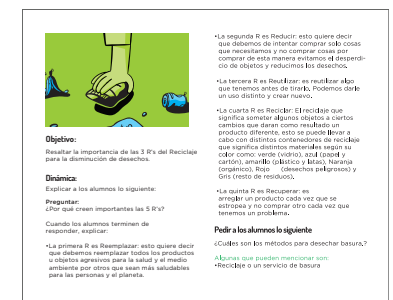 Objetivo:
Resaltar la importancia de las 3 R's del Reciclaje
para la disminución de desechos.
Dinámica:
Explicar a los alumnos lo siguiente:
Preguntar:
¿Por qué creen importantes las 5 R's?
Cuando los alumnos terminen de
responder, explicar:
•La primera R es Reemplazar: esto quiere decir
que debemos reemplazar todos los productos
u objetos agresivos para la salud y el medio
ambiente por otros que sean más saludables
para las personas y el planeta.
•La segunda R es Reducir: esto quiere decir
que debemos de intentar comprar solo cosas
que necesitamos y no comprar cosas por
comprar de esta manera evitamos el desperdi-
cio de objetos y reducimos los desechos.
•La tercera R es Reutilizar: es reutilizar algo
que tenemos antes de tirarlo. Podemos darle
un uso distinto y crear nuevo.
•La cuarta R es Reciclar: El reciclaje que
significa someter algunos objetos a ciertos
cambios que daran como resultado un
producto diferente, esto se puede llevar a
cabo con distintos contenedores de reciclaje
que significa distintos materiales según su
color como: verde (vidrio), azul (papel y
cartón), amarillo (plástico y latas), Naranja
(orgánico), Rojo (desechos peligrosos) y
Gris (resto de residuos).
•La quinta R es Recuperar: es
arreglar un producto cada vez que se
estropea y no comprar otro cada vez que
tenemos un problema.
Pedir a los alumnos lo siguiente
¿Cuáles son los métodos para desechar basura,?
Algunas que pueden mencionar son:
•Reciclaje o un servicio de basura